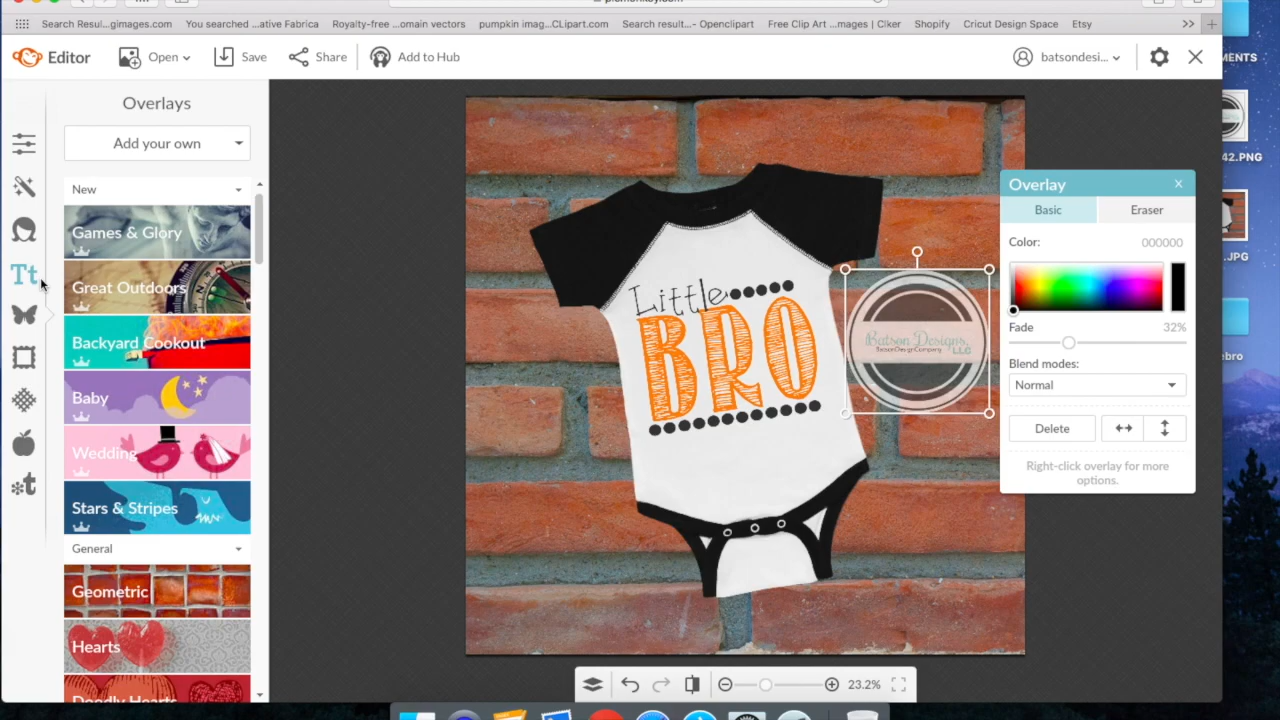 Search Resul...gimages.com
You searched ...ative Fabrica
Royalty-free ...omain vectors
pumpkin imag...CLipart.com
Search result...- Openclipart
Free Clip Art ...mages | Clker
Shopify
Cricut Design Space
Etsy
Editor
Open
Save
Share
Add to Hub
batsondesi...
Overlays
Add your own
New
Games & Glory
Great Outdoors
Backyard Cookout
Baby
Wedding
Stars & Stripes
General
Geometric
Hearts
Tt
t
Little
BRO
Batson Designs,
LLC
Overlay
Basic
Eraser
Color:
000000
Fade
32%
Blend modes:
Normal
Delete
Right-click overlay for more
options.
23.2%
42.PNG
.JPG
ebro